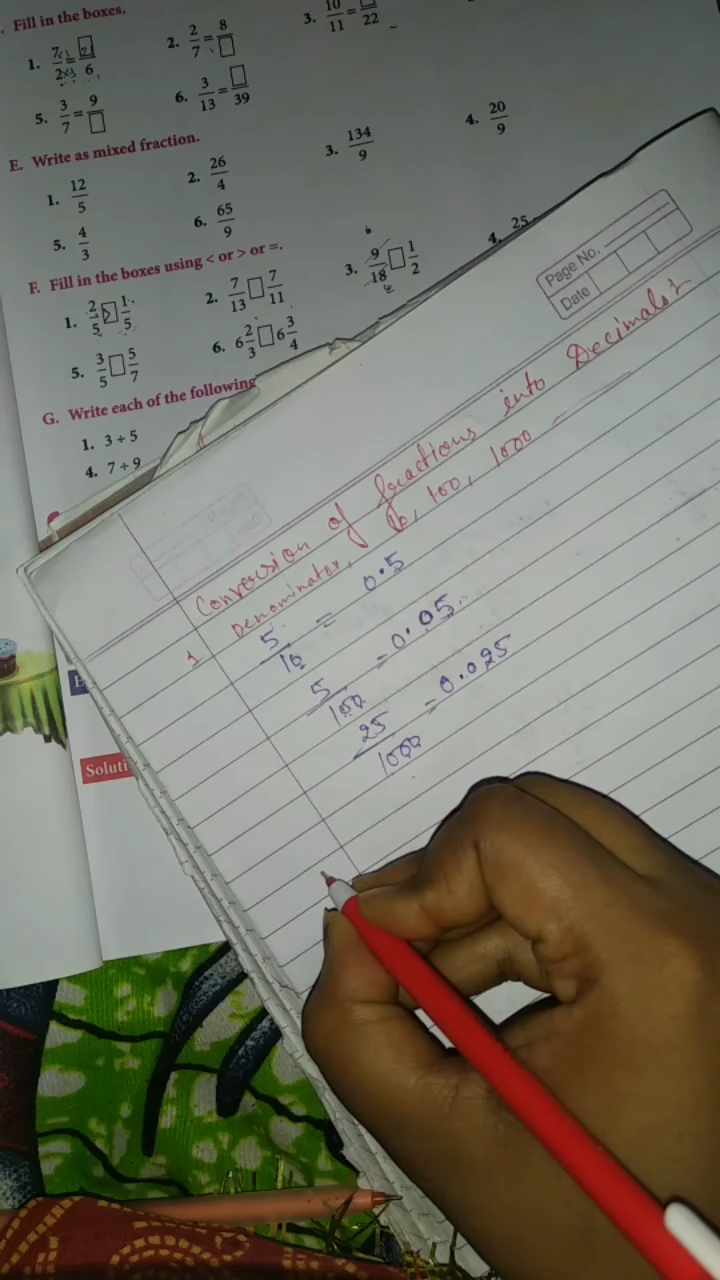 . Fill in the boxes.
1. 7×3/2×3 = 21/6 2. 2/7 = 8/□ 3. 10/11 = □/22
5. 3/7 = 9/□ 6. 3/13 = □/39
E. Write as mixed fraction.
1. 12/5 2. 26/4 3. 134/9 4. 20/9
5. 4/3 6. 65/9
F. Fill in the boxes using < or > or =.
1. 2/5 > 1/5 2. 7/13 □ 7/11 3. 9/18 □ 1/2 4. 25
5. 3/5 □ 5/7 6. 6 2/3 □ 6 3/4
G. Write each of the following
1. 3 ÷ 5
4. 7 ÷ 9
Soluti
Page No.
Date
Conversion of fractions into Decimals
1 Denominator. 10, 100, 1000
5/10 = 0.5
5/100 = 0.05
25/1000 = 0.025